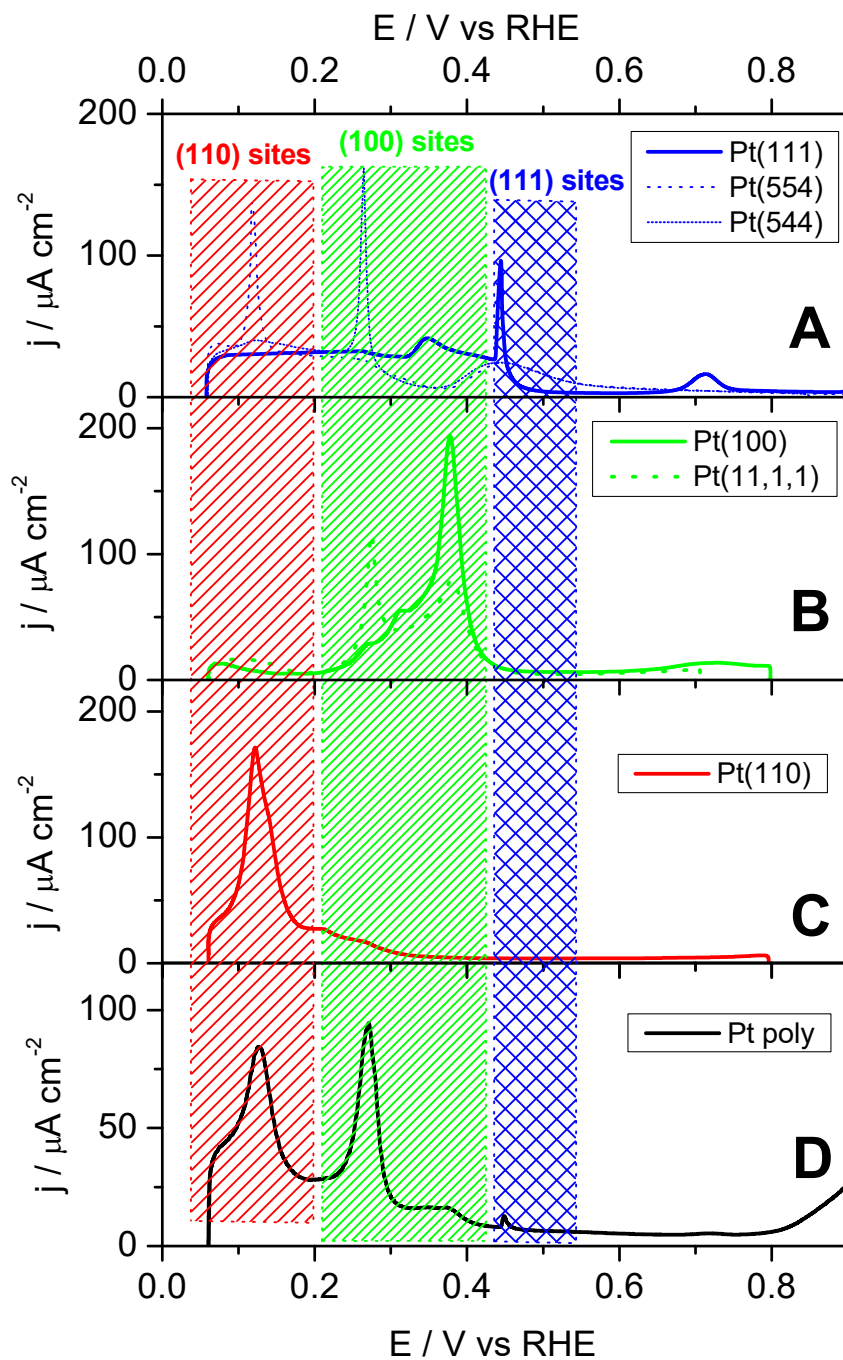 E / V vs RHE
0.0 0.2 0.4 0.6 0.8
200
100
0
j / µA cm⁻²
(110) sites
(100) sites
(111) sites
Pt(111)
Pt(554)
Pt(544)
A
200
100
0
j / µA cm⁻²
Pt(100)
Pt(11,1,1)
B
200
100
0
j / µA cm⁻²
Pt(110)
C
100
50
0
j / µA cm⁻²
Pt poly
D
0.0 0.2 0.4 0.6 0.8
E / V vs RHE